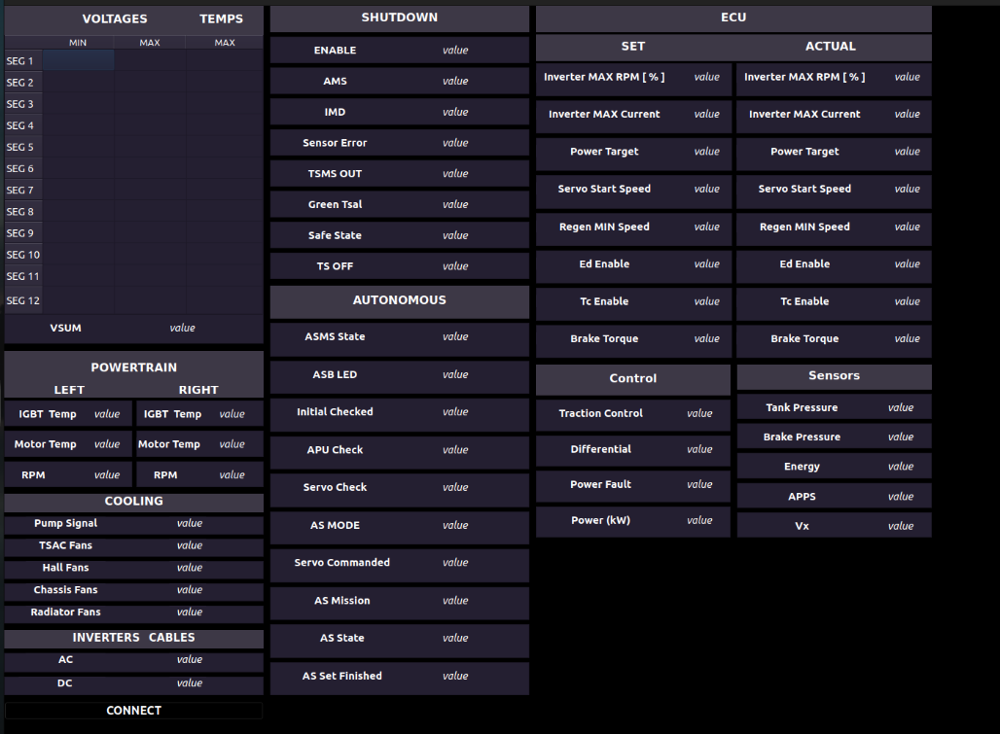 VOLTAGES TEMPS
MIN MAX MAX
SEG 1
SEG 2
SEG 3
SEG 4
SEG 5
SEG 6
SEG 7
SEG 8
SEG 9
SEG 10
SEG 11
SEG 12
VSUM value
POWERTRAIN
LEFT RIGHT
IGBT Temp value IGBT Temp value
Motor Temp value Motor Temp value
RPM value RPM value
COOLING
Pump Signal value
TSAC Fans value
Hall Fans value
Chassis Fans value
Radiator Fans value
INVERTERS CABLES
AC value
DC value
CONNECT
SHUTDOWN
ENABLE value
AMS value
IMD value
Sensor Error value
TSMS OUT value
Green Tsal value
Safe State value
TS OFF value
AUTONOMOUS
ASMS State value
ASB LED value
Initial Checked value
APU Check value
Servo Check value
AS MODE value
Servo Commanded value
AS Mission value
AS State value
AS Set Finished value
ECU
SET ACTUAL
Inverter MAX RPM [ % ] value Inverter MAX RPM [ % ] value
Inverter MAX Current value Inverter MAX Current value
Power Target value Power Target value
Servo Start Speed value Servo Start Speed value
Regen MIN Speed value Regen MIN Speed value
Ed Enable value Ed Enable value
Tc Enable value Tc Enable value
Brake Torque value Brake Torque value
Control
Traction Control value
Differential value
Power Fault value
Power (kW) value
Sensors
Tank Pressure value
Brake Pressure value
Energy value
APPS value
Vx value